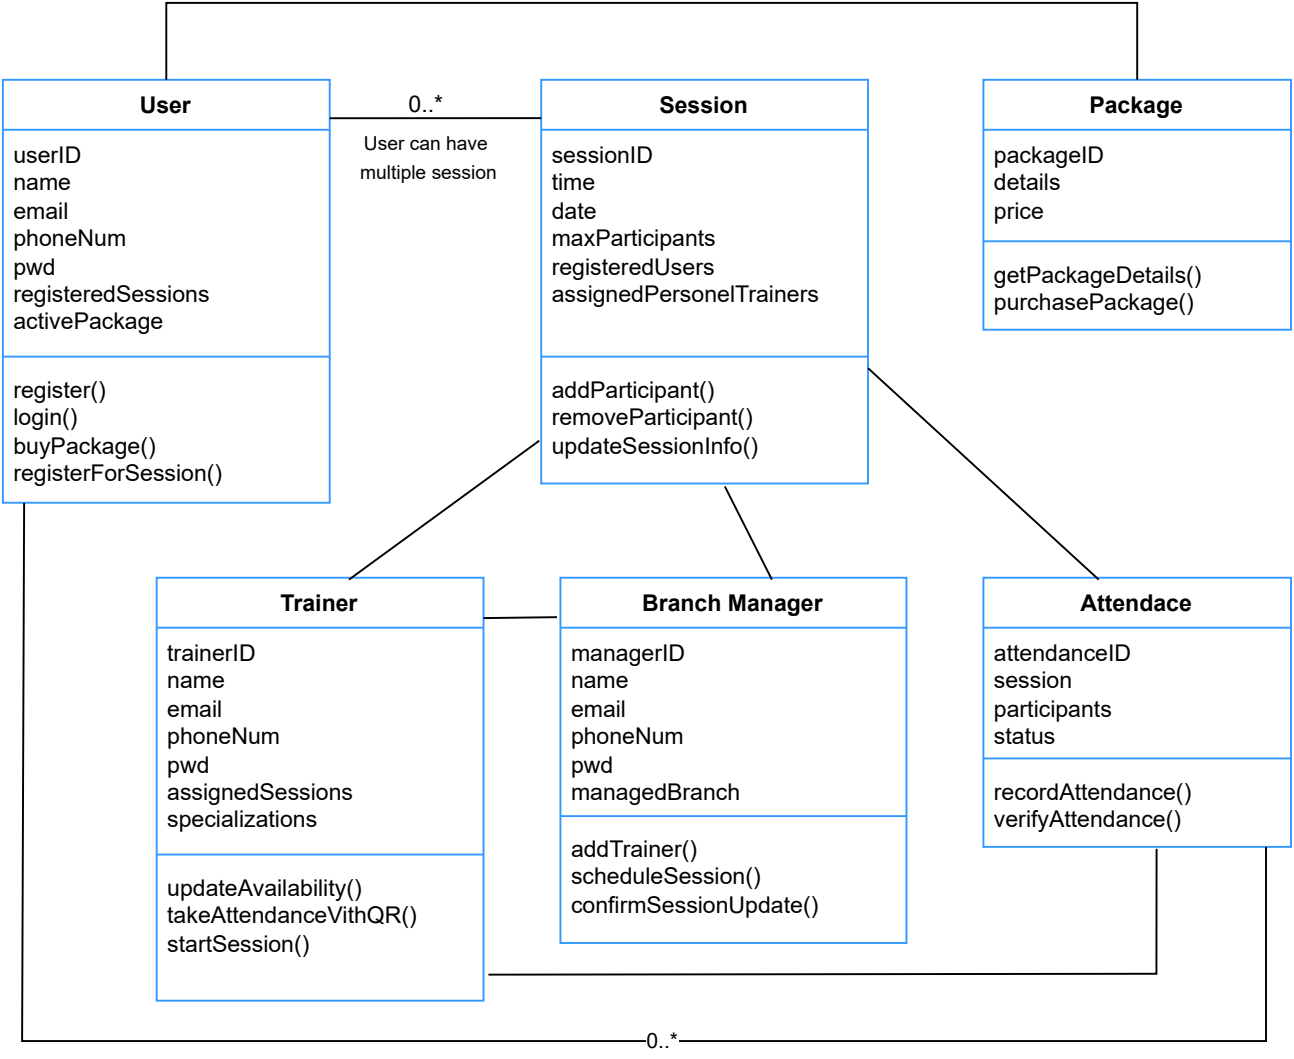 User
userID
name
email
phoneNum
pwd
registeredSessions
activePackage
register()
login()
buyPackage()
registerForSession()
0..*
User can have
multiple session
Session
sessionID
time
date
maxParticipants
registeredUsers
assignedPersonelTrainers
addParticipant()
removeParticipant()
updateSessionInfo()
Package
packageID
details
price
getPackageDetails()
purchasePackage()
Trainer
trainerID
name
email
phoneNum
pwd
assignedSessions
specializations
updateAvailability()
takeAttendanceVithQR()
startSession()
Branch Manager
managerID
name
email
phoneNum
pwd
managedBranch
addTrainer()
scheduleSession()
confirmSessionUpdate()
Attendace
attendanceID
session
participants
status
recordAttendance()
verifyAttendance()
0..*